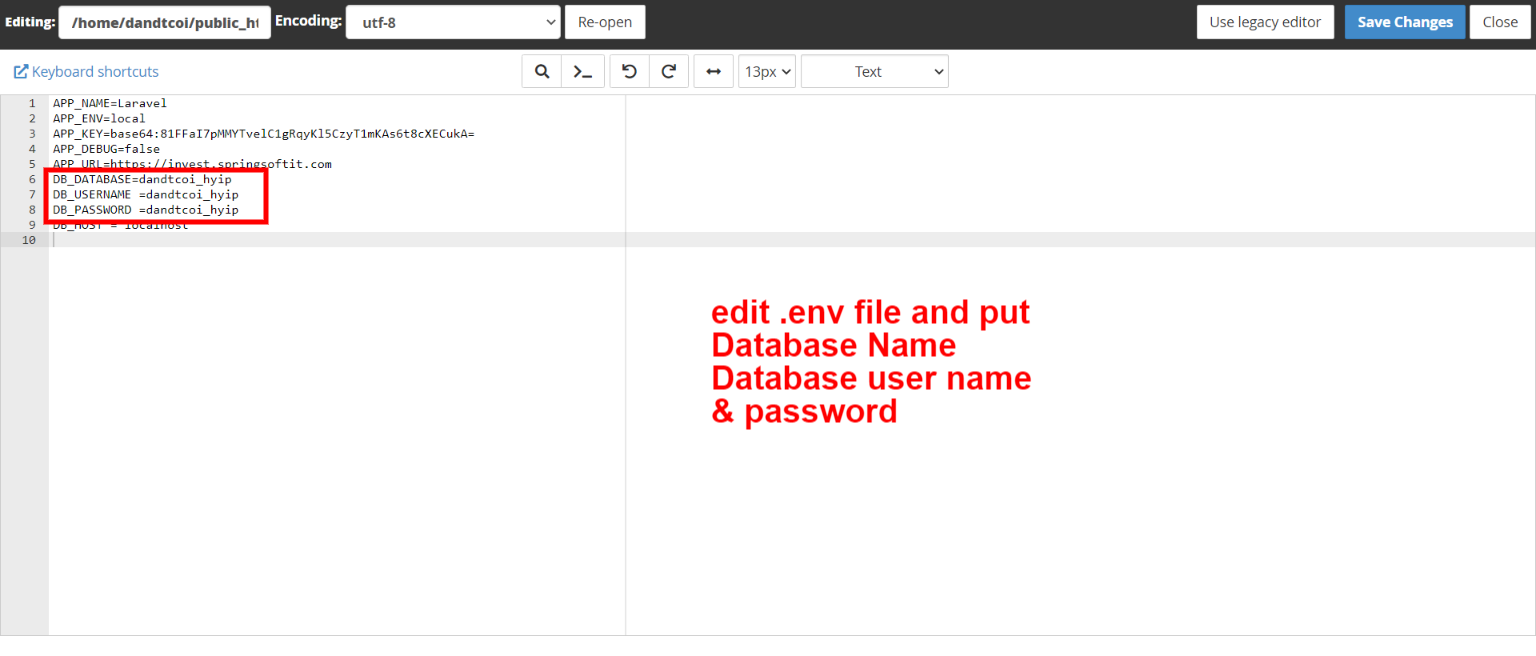 Editing: /home/dandtcoi/public_ht Encoding: utf-8 Re-open Use legacy editor Save Changes Close
Keyboard shortcuts 13px Text
1 APP_NAME=Laravel
2 APP_ENV=local
3 APP_KEY=base64:81FFaI7pMMYTvelC1gRqyKl5CzyT1mKAs6t8cXECukA=
4 APP_DEBUG=false
5 APP_URL=https://invest.springsoftit.com
6 DB_DATABASE=dandtcoi_hyip
7 DB_USERNAME =dandtcoi_hyip
8 DB_PASSWORD =dandtcoi_hyip
9 DB_HOST = localhost
10
edit .env file and put
Database Name
Database user name
& password